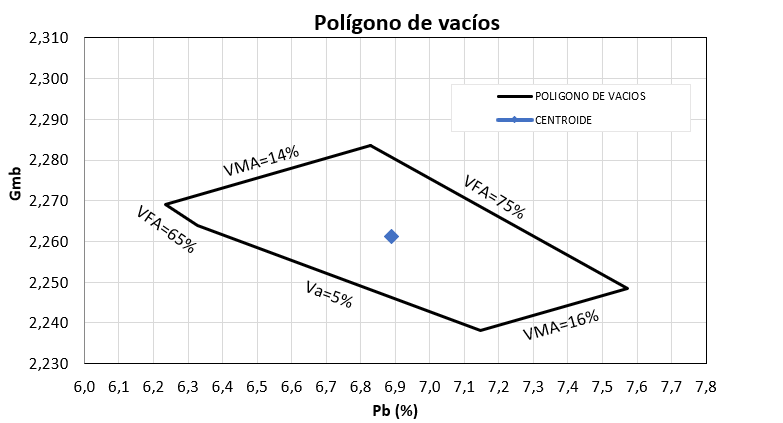 Polígono de vacíos
2,310
2,300
2,290
2,280
2,270
2,260
2,250
2,240
2,230
Gmb
POLIGONO DE VACIOS
CENTROIDE
VMA=14%
VFA=75%
VFA=65%
Va=5%
VMA=16%
6,0 6,1 6,2 6,3 6,4 6,5 6,6 6,7 6,8 6,9 7,0 7,1 7,2 7,3 7,4 7,5 7,6 7,7 7,8
Pb (%)